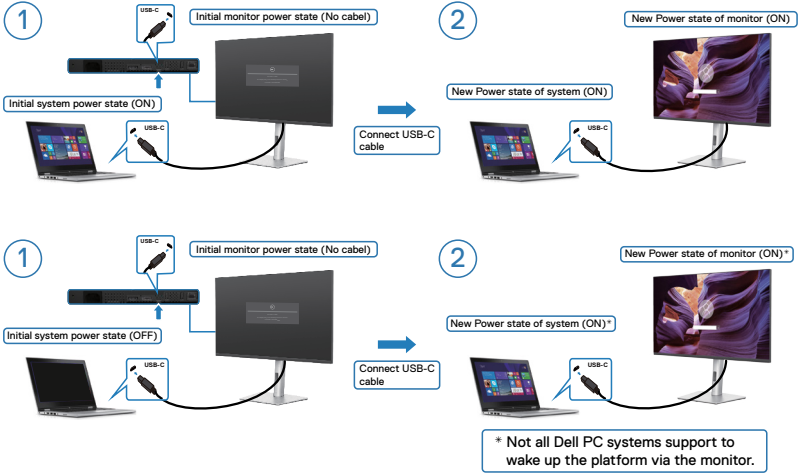 1
USB-C
Initial monitor power state (No cabel)
Initial system power state (ON)
USB-C
Connect USB-C
cable
2
New Power state of monitor (ON)
New Power state of system (ON)
USB-C
1
USB-C
Initial monitor power state (No cabel)
Initial system power state (OFF)
USB-C
Connect USB-C
cable
2
New Power state of monitor (ON)*
New Power state of system (ON)*
USB-C
* Not all Dell PC systems support to
wake up the platform via the monitor.